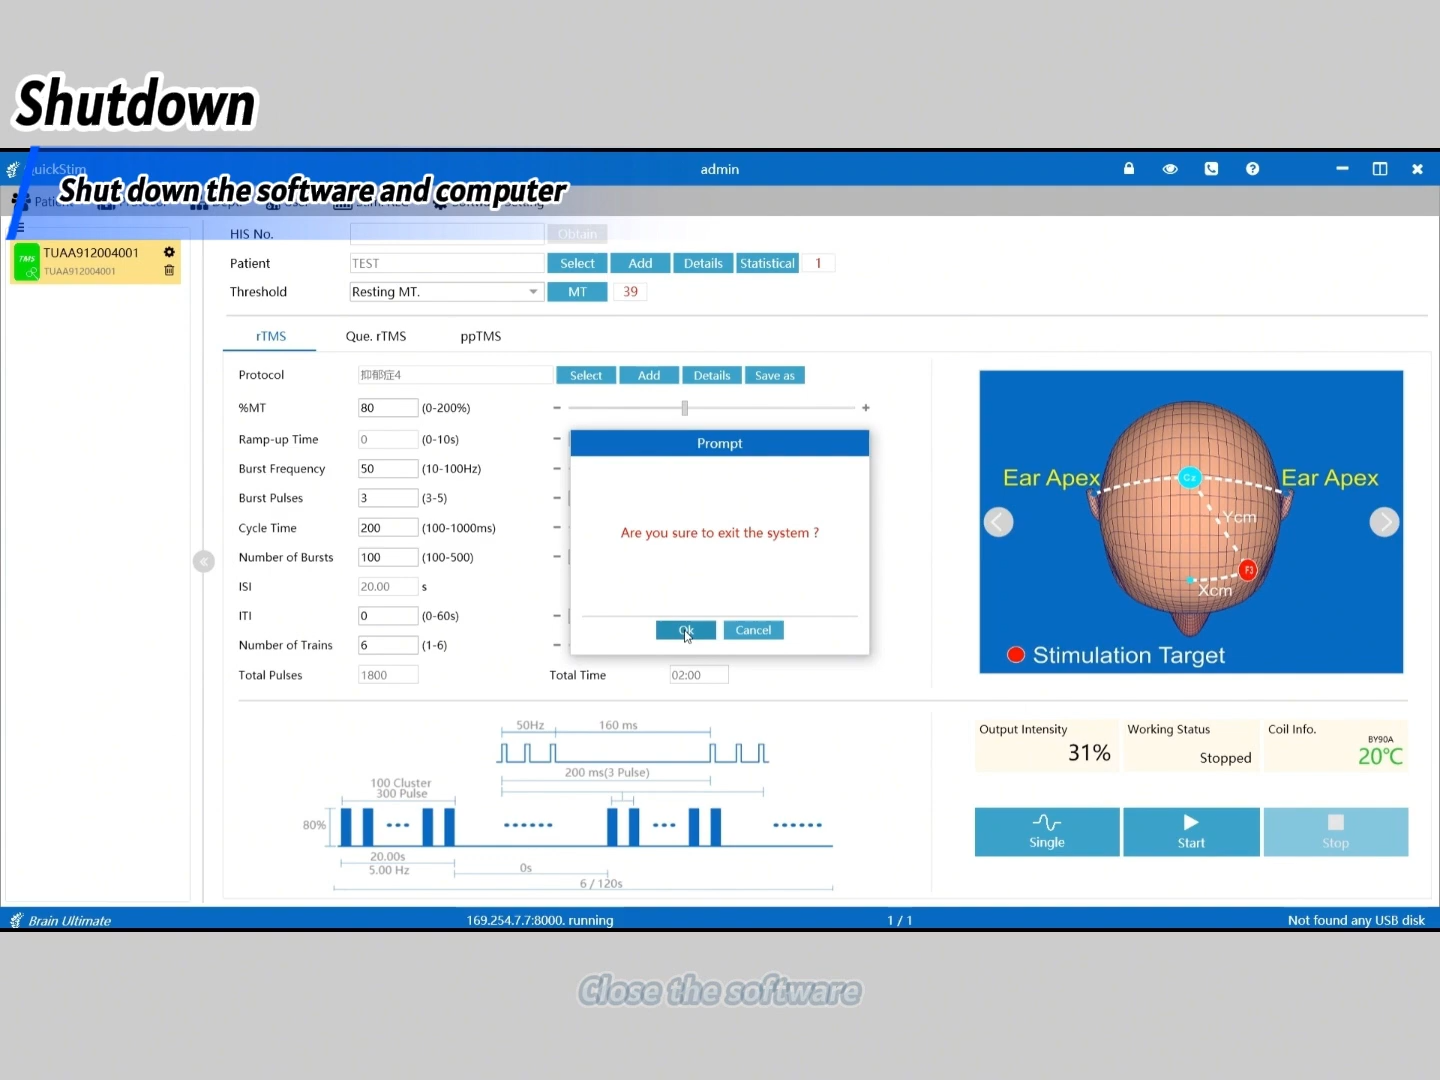 Shutdown
QuickStim
admin
Shut down the software and computer
HIS No.
Obtain
TUAA912004001
TUAA912004001
TMS
Patient
TEST
Select
Add
Details
Statistical
1
Threshold
Resting MT.
MT
39
rTMS
Que. rTMS
ppTMS
Protocol
抑郁症4
Select
Add
Details
Save as
%MT
80
(0-200%)
Ramp-up Time
0
(0-10s)
Burst Frequency
50
(10-100Hz)
Burst Pulses
3
(3-5)
Cycle Time
200
(100-1000ms)
Number of Bursts
100
(100-500)
ISI
20.00
s
ITI
0
(0-60s)
Number of Trains
6
(1-6)
Total Pulses
1800
Total Time
02:00
Prompt
Are you sure to exit the system ?
Ok
Cancel
Ear Apex
Cz
Ear Apex
Ycm
F3
Xcm
Stimulation Target
50Hz
160 ms
200 ms(3 Pulse)
100 Cluster
300 Pulse
80%
20.00s
5.00 Hz
0s
6 / 120s
Output Intensity
31%
Working Status
Stopped
Coil Info.
BY90A
20℃
Single
Start
Stop
Brain Ultimate
169.254.7.7:8000. running
1 / 1
Not found any USB disk
Close the software